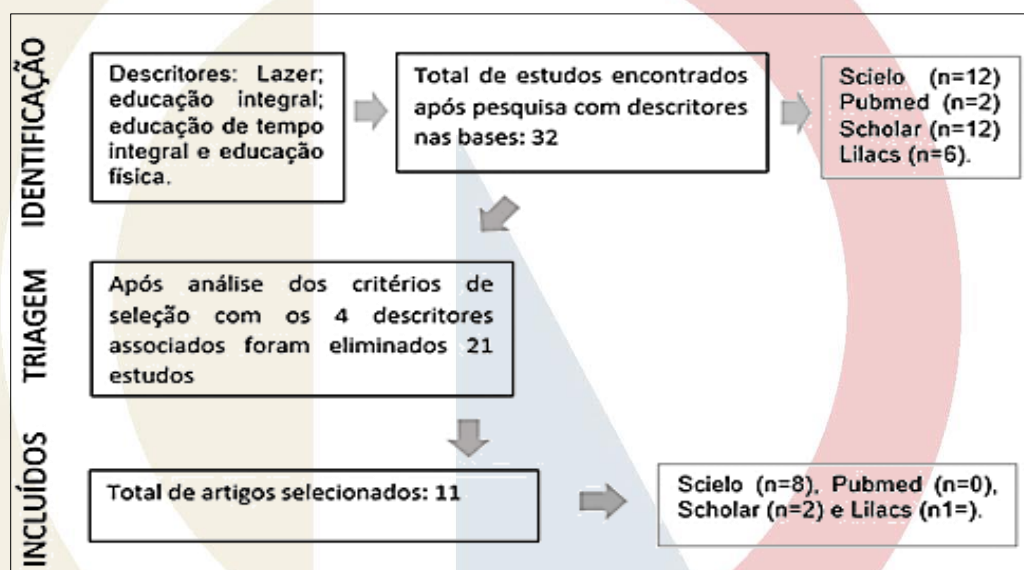 IDENTIFICAÇÃO
Descritores: Lazer;
educação integral;
educação de tempo
integral e educação
física.
Total de estudos encontrados
após pesquisa com descritores
nas bases: 32
Scielo (n=12)
Pubmed (n=2)
Scholar (n=12)
Lilacs (n=6).
TRIAGEM
Após análise dos critérios de
seleção com os 4 descritores
associados foram eliminados 21
estudos
INCLUÍDOS
Total de artigos selecionados: 11
Scielo (n=8), Pubmed (n=0),
Scholar (n=2) e Lilacs (n1=).